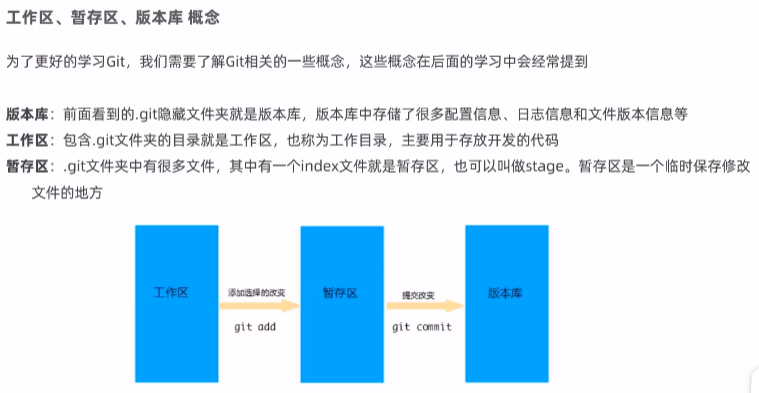 工作区、暂存区、版本库 概念
为了更好的学习Git，我们需要了解Git相关的一些概念，这些概念在后面的学习中会经常提到
版本库：前面看到的.git隐藏文件夹就是版本库，版本库中存储了很多配置信息、日志信息和文件版本信息等
工作区：包含.git文件夹的目录就是工作区，也称为工作目录，主要用于存放开发的代码
暂存区：.git文件夹中有很多文件，其中有一个index文件就是暂存区，也可以叫做stage。暂存区是一个临时保存修改
文件的地方
工作区
添加选择的改变
git add
暂存区
提交改变
git commit
版本库